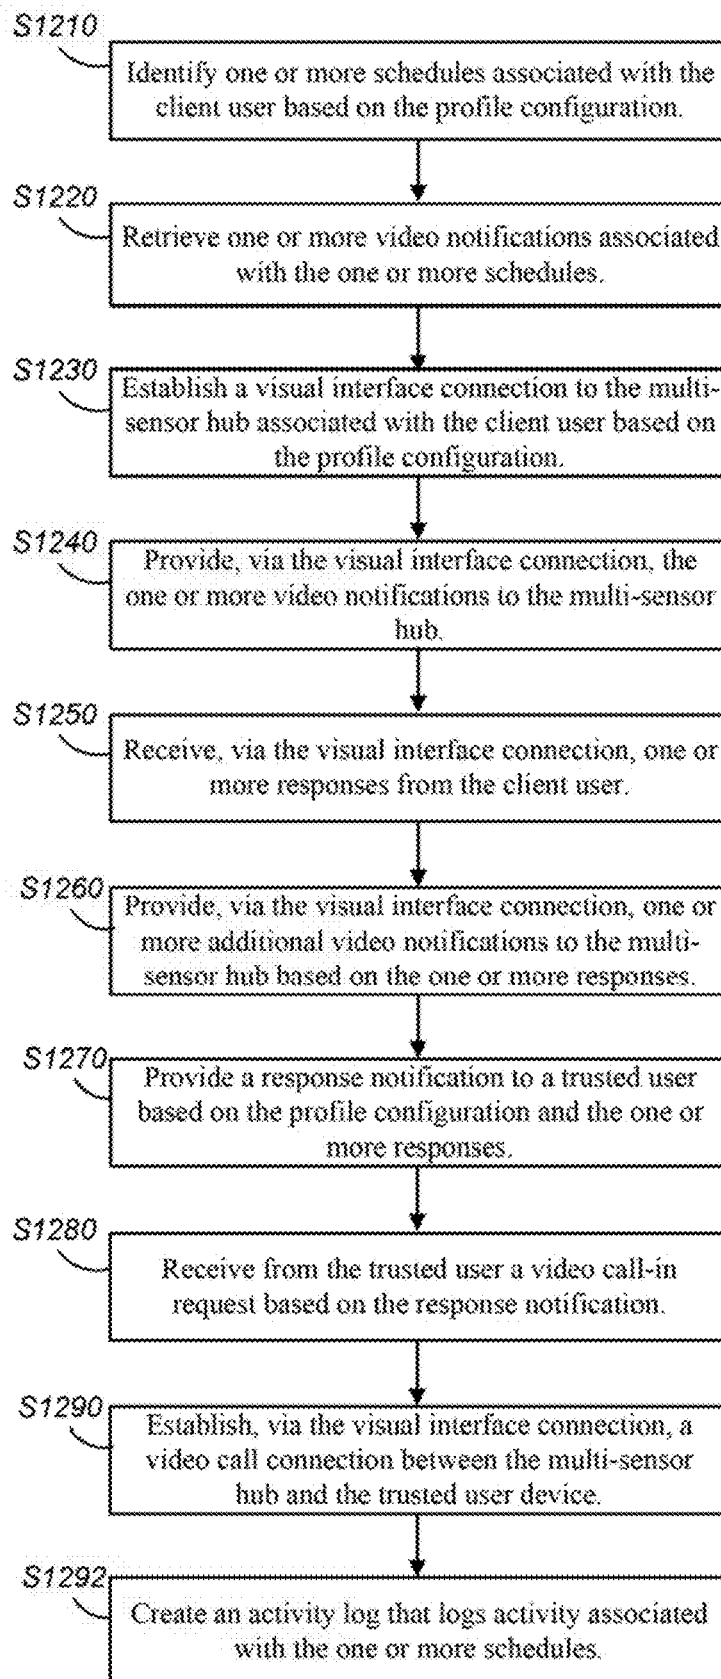 S1210
Identify one or more schedules associated with the
client user based on the profile configuration.
S1220
Retrieve one or more video notifications associated
with the one or more schedules.
S1230
Establish a visual interface connection to the multi-
sensor hub associated with the client user based on
the profile configuration.
S1240
Provide, via the visual interface connection, the
one or more video notifications to the multi-sensor
hub.
S1250
Receive, via the visual interface connection, one or
more responses from the client user.
S1260
Provide, via the visual interface connection, one or
more additional video notifications to the multi-
sensor hub based on the one or more responses.
S1270
Provide a response notification to a trusted user
based on the profile configuration and the one or
more responses.
S1280
Receive from the trusted user a video call-in
request based on the response notification.
S1290
Establish, via the visual interface connection, a
video call connection between the multi-sensor
hub and the trusted user device.
S1292
Create an activity log that logs activity associated
with the one or more schedules.